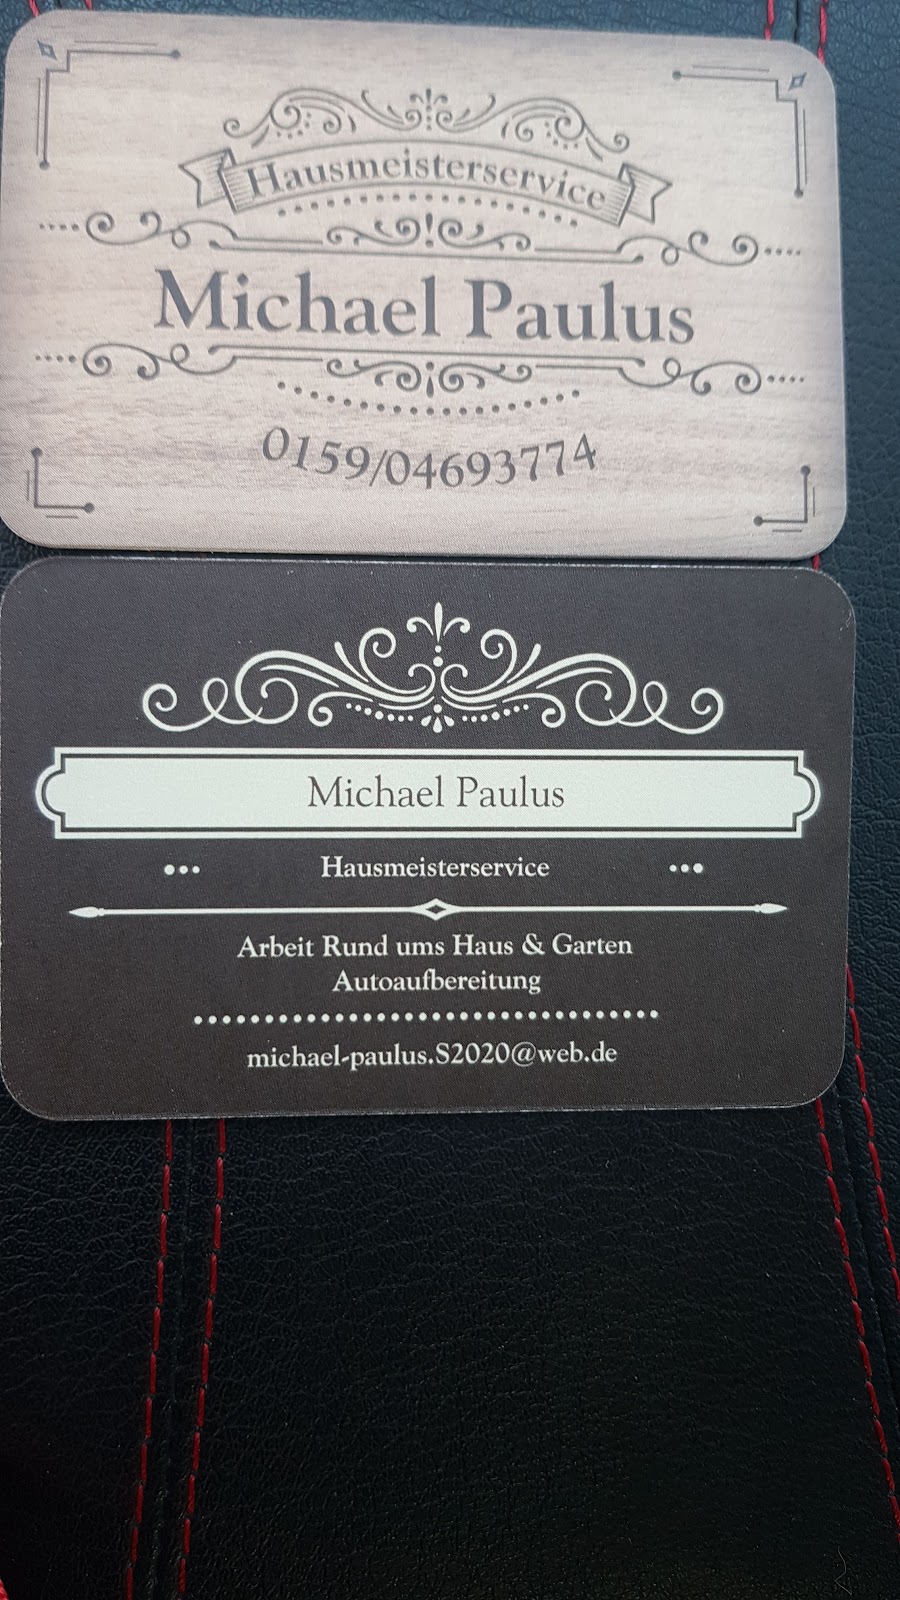 Hausmeisterservice
Michael Paulus
0159/04693774
Michael Paulus
Hausmeisterservice
Arbeit Rund ums Haus & Garten
Autoaufbereitung
michael-paulus.S2020@web.de